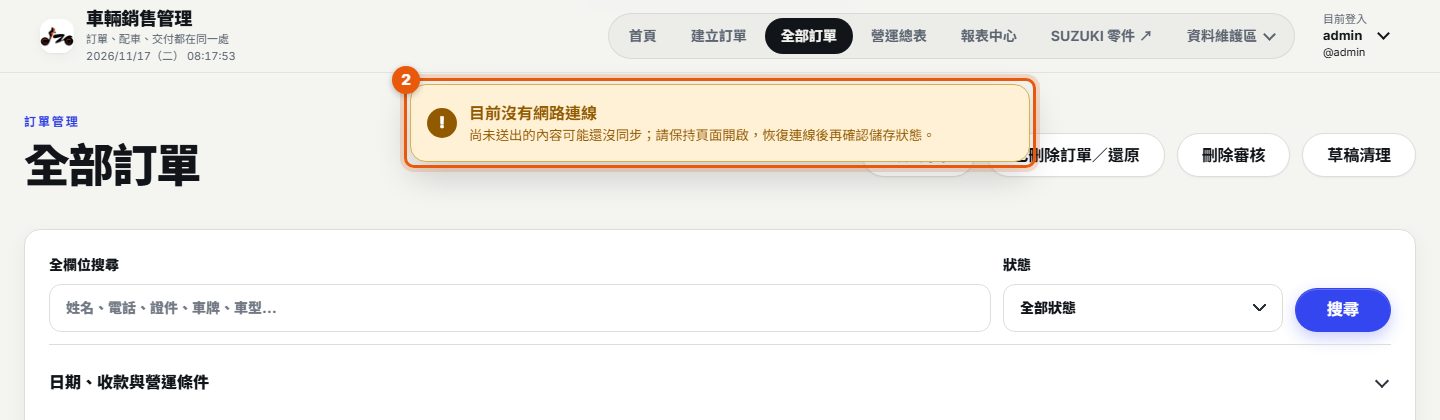 車輛銷售管理
訂單、配車、交付都在同一處
2026/11/17（二） 08:17:53
首頁
建立訂單
全部訂單
營運總表
報表中心
SUZUKI 零件 ↗
資料維護區
目前登入
admin
@admin
2
目前沒有網路連線
尚未送出的內容可能還沒同步；請保持頁面開啟，恢復連線後再確認儲存狀態。
訂單管理
全部訂單
刪除訂單／還原
刪除審核
草稿清理
全欄位搜尋
狀態
姓名、電話、證件、車牌、車型...
全部狀態
搜尋
日期、收款與營運條件